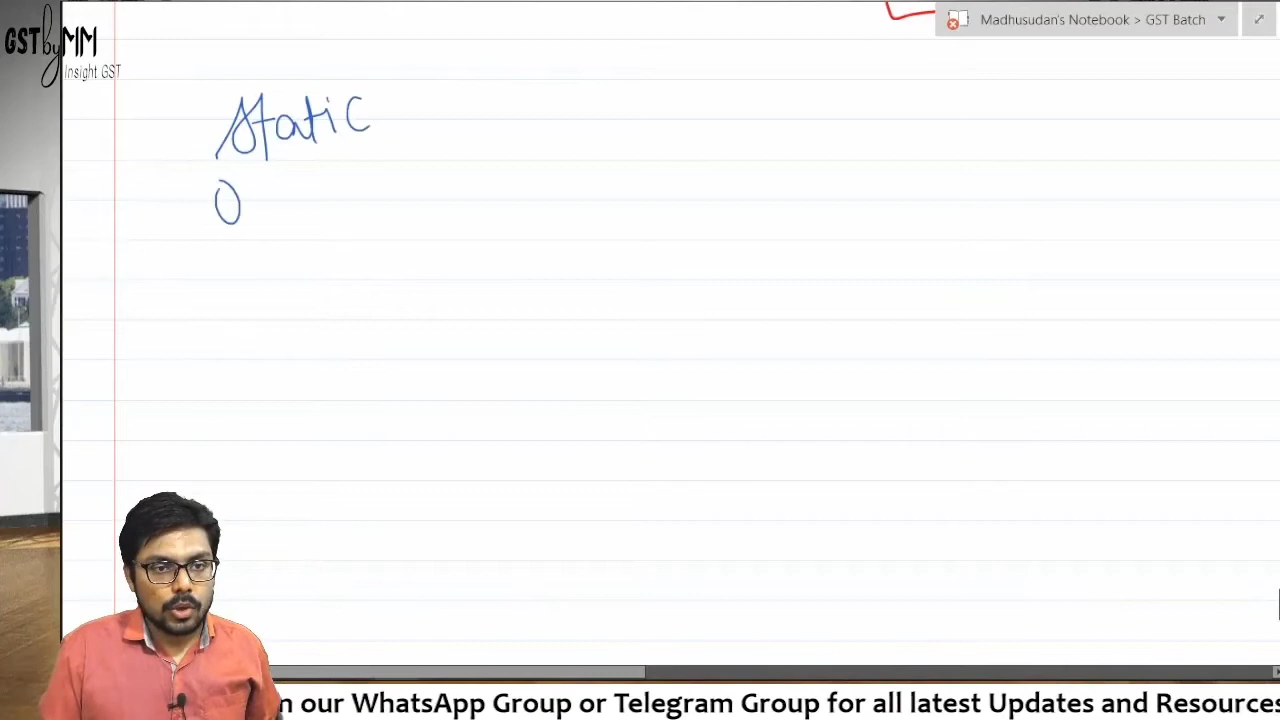 GST by MM
Insight GST
Madhusudan's Notebook > GST Batch
Static
0
n our WhatsApp Group or Telegram Group for all latest Updates and Resources